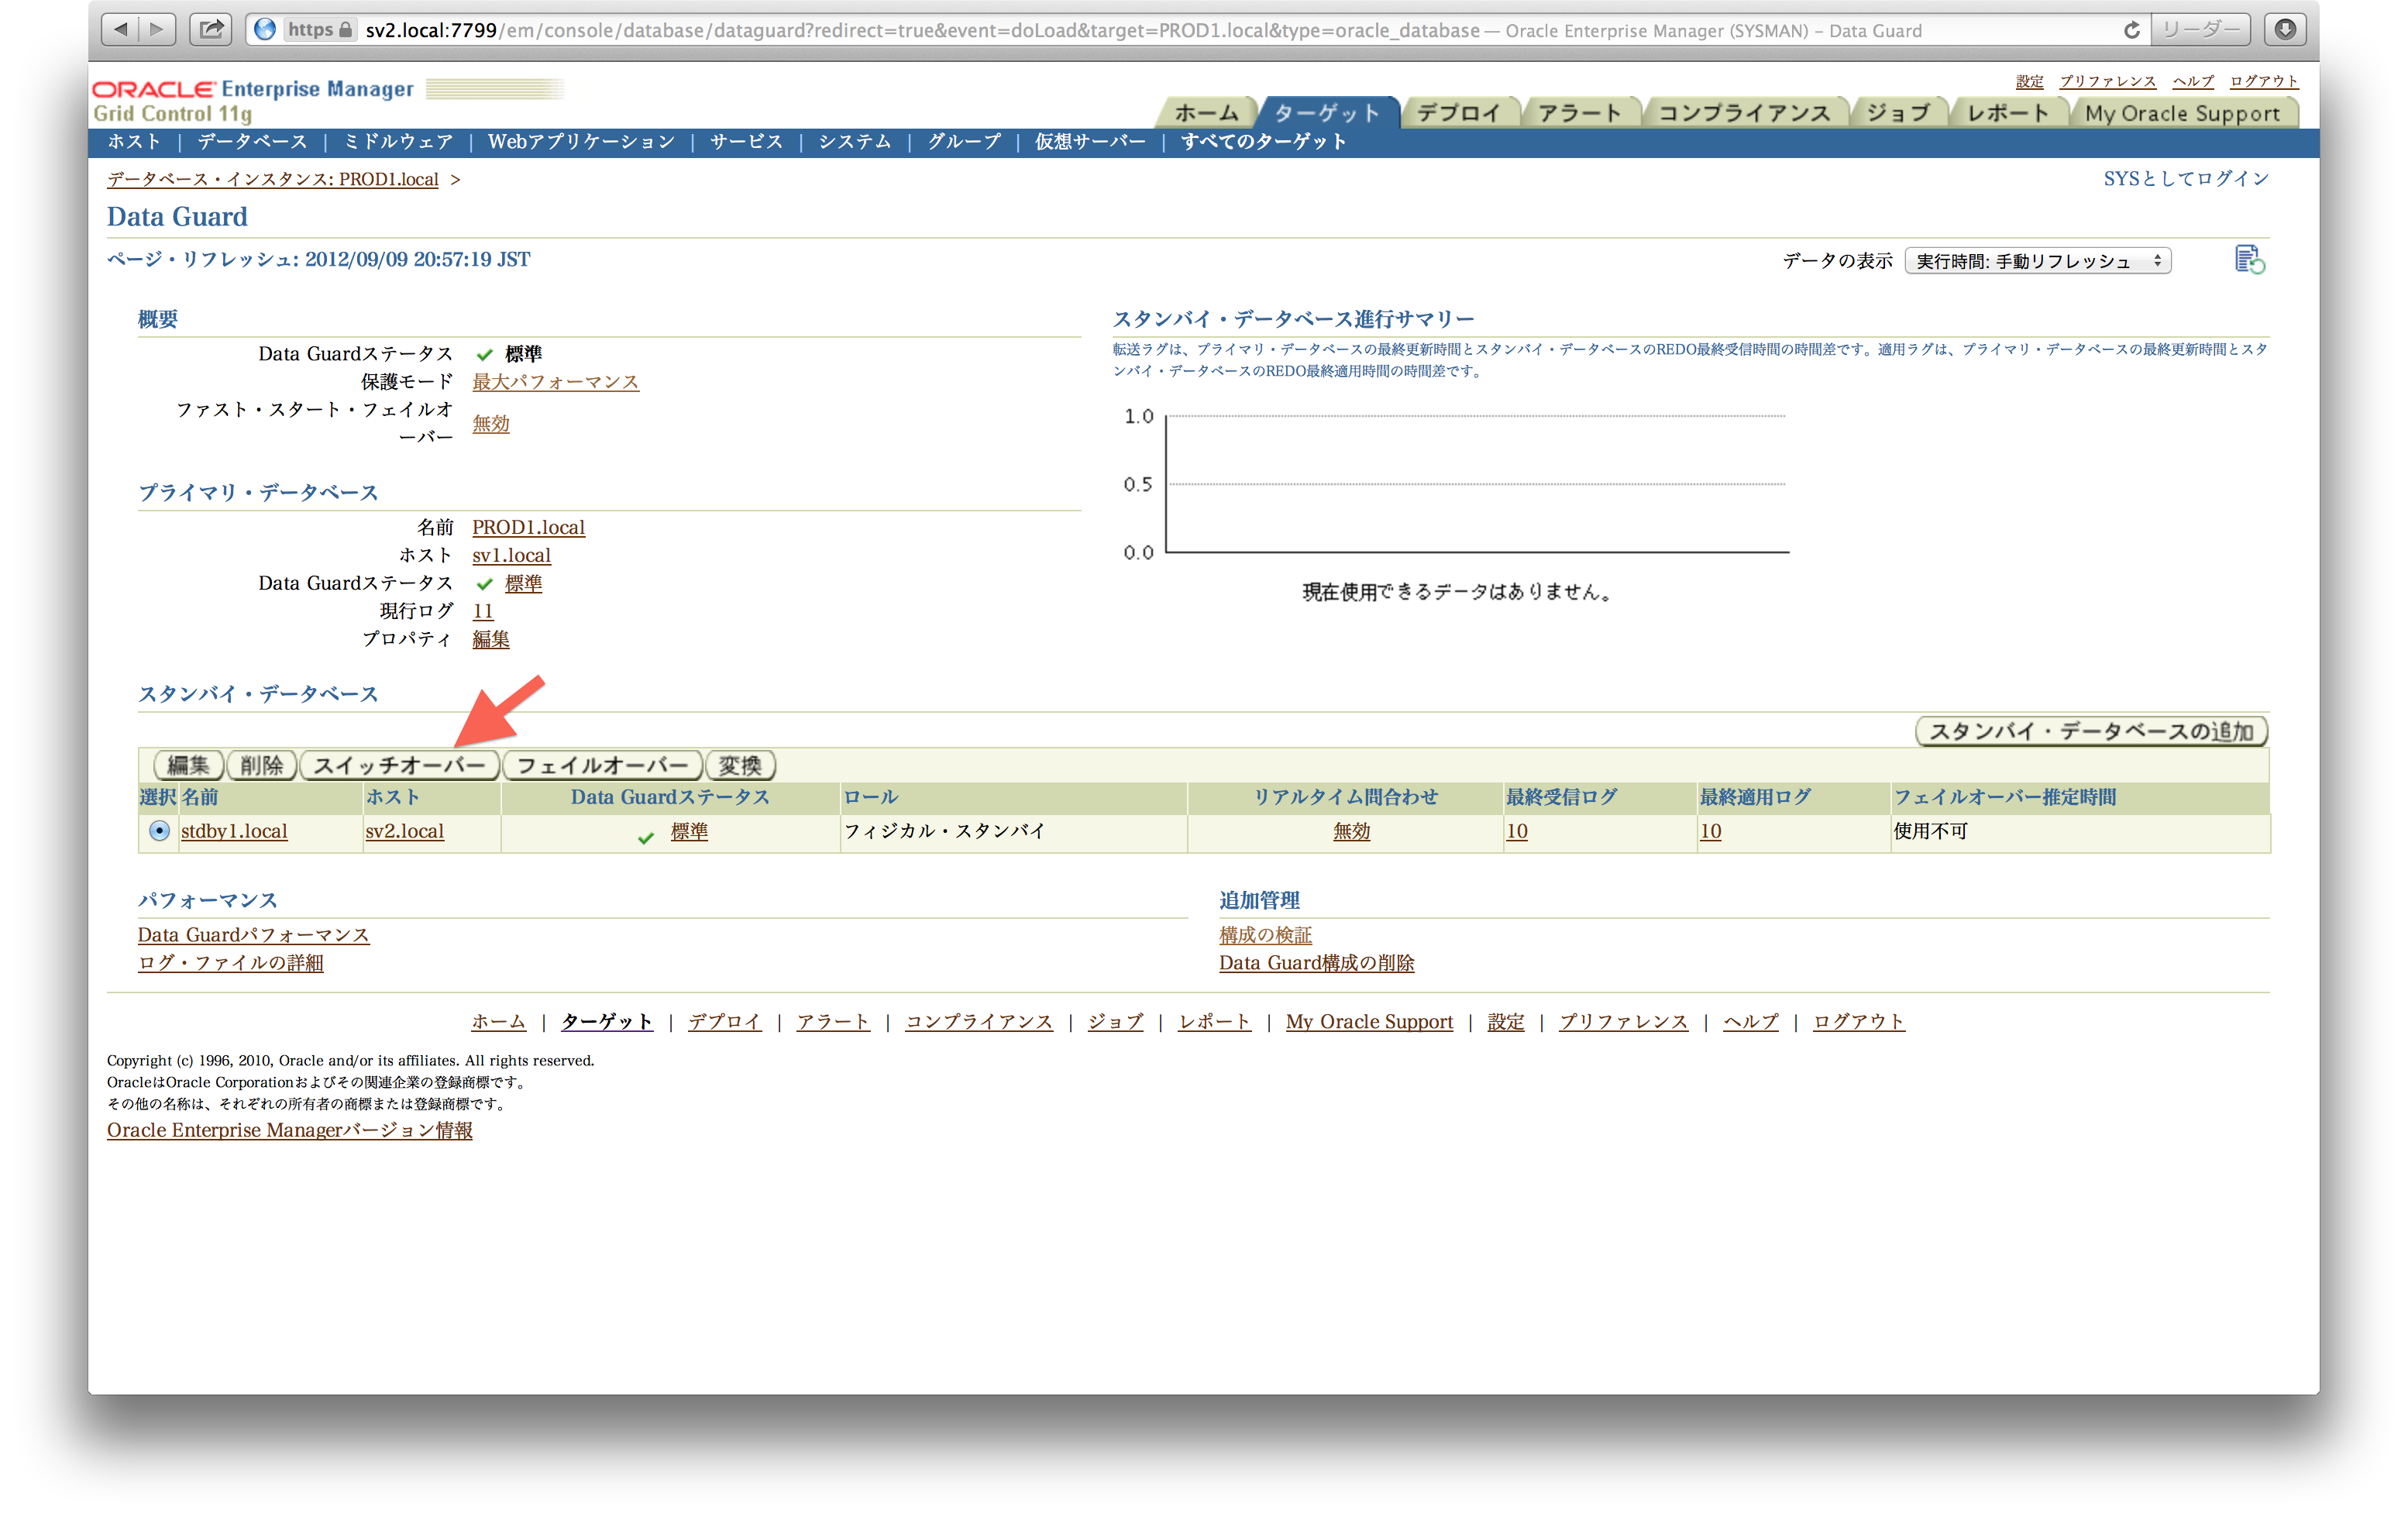 https sv2.local:7799/em/console/database/dataguard?redirect=true&event=doLoad&target=PROD1.local&type=oracle_database — Oracle Enterprise Manager (SYSMAN) – Data Guard リーダー
ORACLE Enterprise Manager
Grid Control 11g
設定 プリファレンス ヘルプ ログアウト
ホーム ターゲット デプロイ アラート コンプライアンス ジョブ レポート My Oracle Support
ホスト | データベース | ミドルウェア | Webアプリケーション | サービス | システム | グループ | 仮想サーバー | すべてのターゲット
データベース・インスタンス: PROD1.local >
SYSとしてログイン
Data Guard
ページ・リフレッシュ: 2012/09/09 20:57:19 JST
データの表示 実行時間: 手動リフレッシュ
概要
Data Guardステータス 標準
保護モード 最大パフォーマンス
ファスト・スタート・フェイルオ
ーバー 無効
スタンバイ・データベース進行サマリー
転送ラグは、プライマリ・データベースの最終更新時間とスタンバイ・データベースのREDO最終受信時間の時間差です。適用ラグは、プライマリ・データベースの最終更新時間とスタ
ンバイ・データベースのREDO最終適用時間の時間差です。
1.0
0.5
0.0
現在使用できるデータはありません。
プライマリ・データベース
名前 PROD1.local
ホスト sv1.local
Data Guardステータス 標準
現行ログ 11
プロパティ 編集
スタンバイ・データベース
スタンバイ・データベースの追加
編集 削除 スイッチオーバー フェイルオーバー 変換
選択 名前 ホスト Data Guardステータス ロール リアルタイム問合わせ 最終受信ログ 最終適用ログ フェイルオーバー推定時間
stdby1.local sv2.local 標準 フィジカル・スタンバイ 無効 10 10 使用不可
パフォーマンス
Data Guardパフォーマンス
ログ・ファイルの詳細
追加管理
構成の検証
Data Guard構成の削除
ホーム | ターゲット | デプロイ | アラート | コンプライアンス | ジョブ | レポート | My Oracle Support | 設定 | プリファレンス | ヘルプ | ログアウト
Copyright (c) 1996, 2010, Oracle and/or its affiliates. All rights reserved.
OracleはOracle Corporationおよびその関連企業の登録商標です。
その他の名称は、それぞれの所有者の商標または登録商標です。
Oracle Enterprise Managerバージョン情報